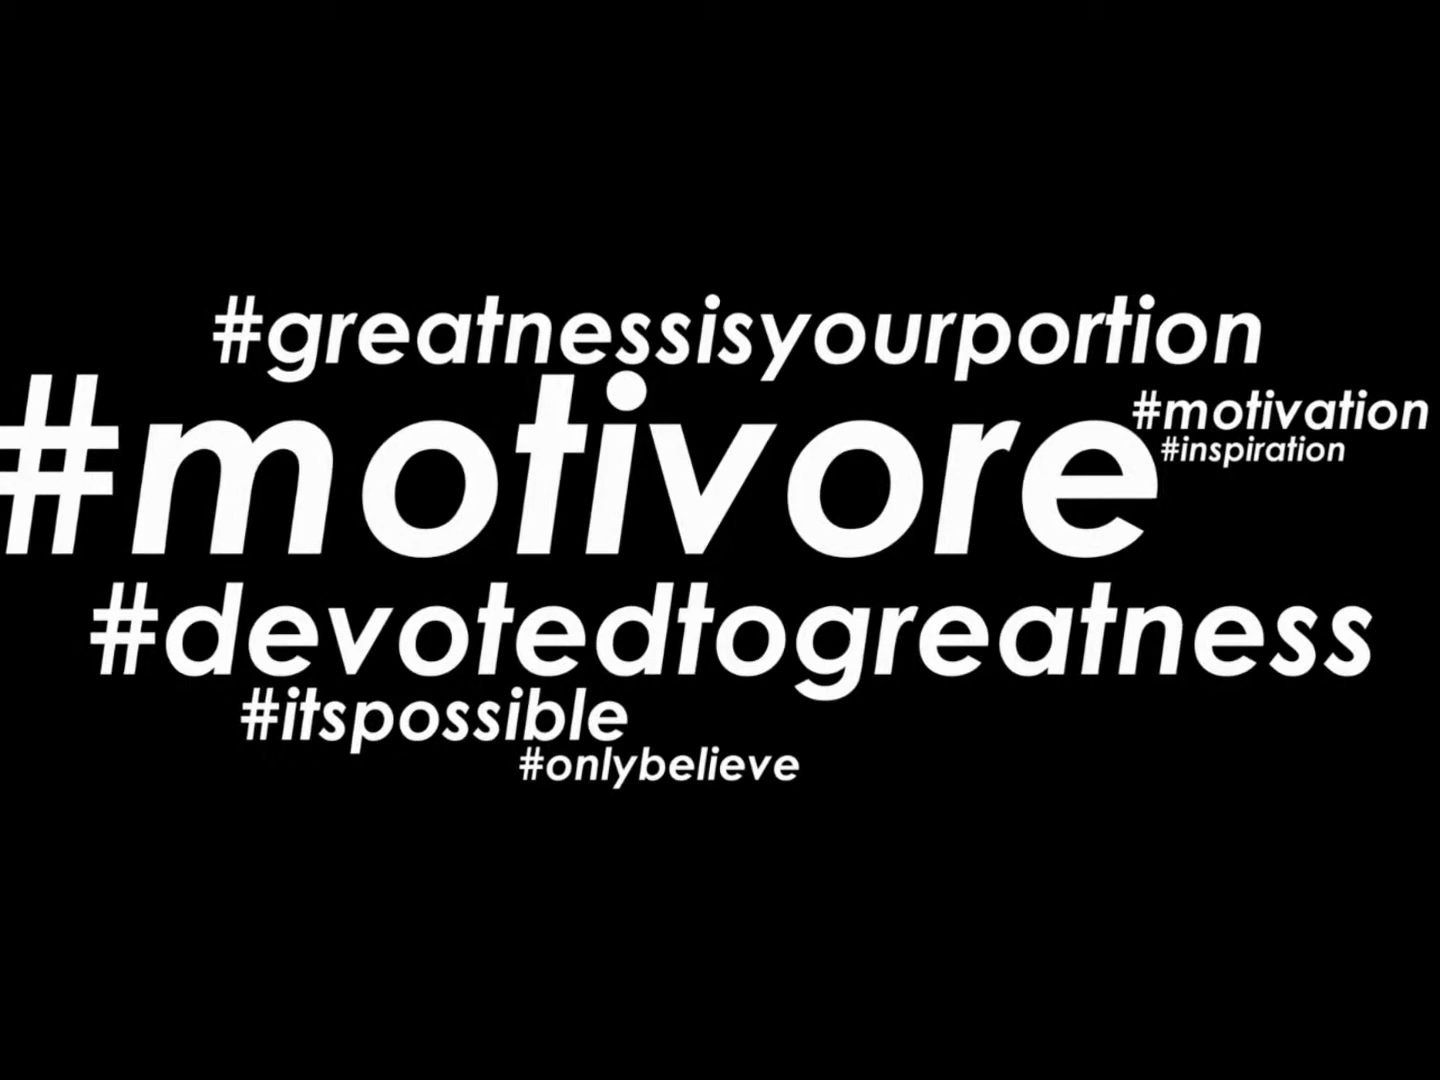 #greatnessisyourportion
#motivore
#motivation
#inspiration
#devotedtogreatness
#itspossible
#onlybelieve